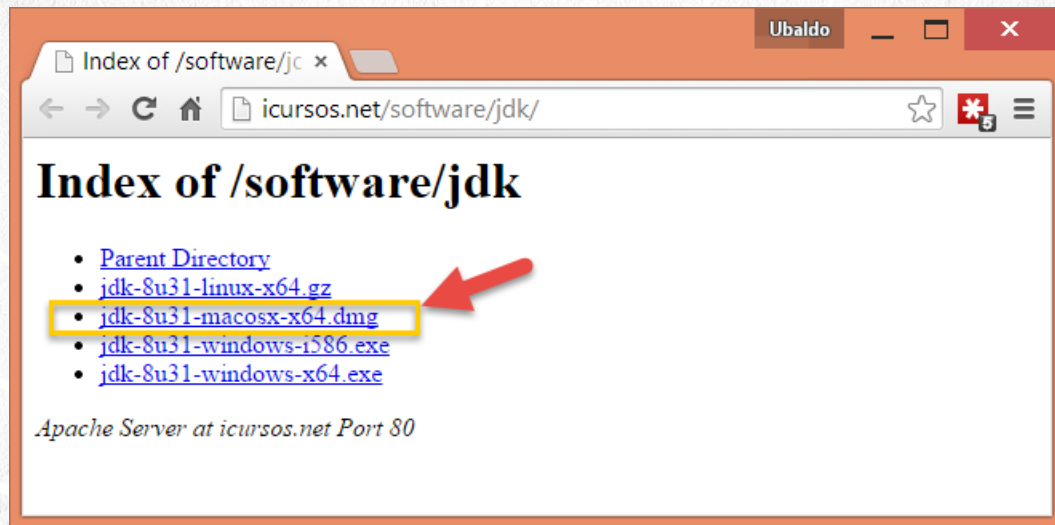 Ubaldo
Index of /software/jc
icursos.net/software/jdk/
5
Index of /software/jdk
Parent Directory
jdk-8u31-linux-x64.gz
jdk-8u31-macosx-x64.dmg
jdk-8u31-windows-i586.exe
jdk-8u31-windows-x64.exe
Apache Server at icursos.net Port 80